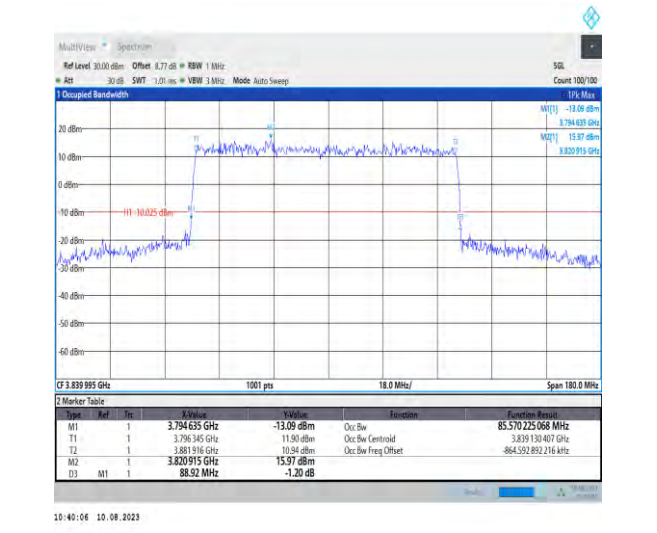 MultiView Spectrum
Ref Level 30.00 dBm Offset 8.77 dB RBW 1 MHz SGL
Att 30 dB SWT 1.01 ms VBW 3 MHz Mode Auto Sweep Count 100/100
1 Occupied Bandwidth 1Pk Max
M1[1] -13.09 dBm
3.794 635 GHz
20 dBm M2[1] 15.97 dBm
3.820 915 GHz
10 dBm
0 dBm
-10 dBm H1 -10.025 dBm M1
-20 dBm
-30 dBm
-40 dBm
-50 dBm
-60 dBm
CF 3.839 995 GHz 1001 pts 18.0 MHz/ Span 180.0 MHz
2 Marker Table
Type Ref Trc X-Value Y-Value Function Function Result
M1 1 3.794 635 GHz -13.09 dBm Occ Bw 85.570 225 068 MHz
T1 1 3.796 345 GHz 11.90 dBm Occ Bw Centroid 3.839 130 407 GHz
T2 1 3.881 916 GHz 10.94 dBm Occ Bw Freq Offset -864.592 892 216 kHz
M2 1 3.820 915 GHz 15.97 dBm
D3 M1 1 88.92 MHz -1.20 dB
10:40:06 10.08.2023